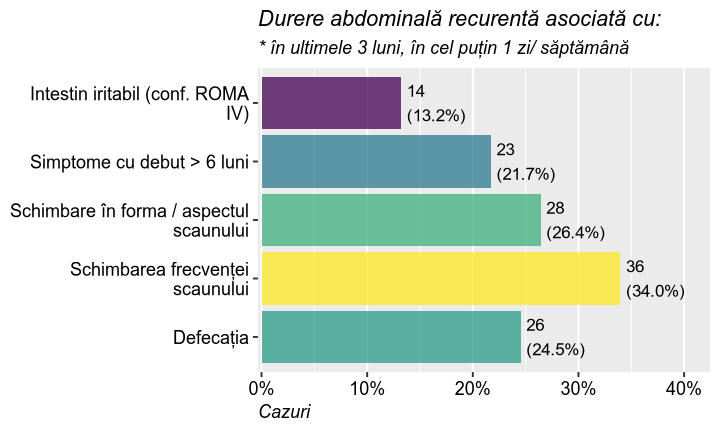 Durere abdominală recurentă asociată cu:
* în ultimele 3 luni, în cel puțin 1 zi/ săptămână
Intestin iritabil (conf. ROMA
IV)
14
(13.2%)
Simptome cu debut > 6 luni
23
(21.7%)
Schimbare în forma / aspectul
scaunului
28
(26.4%)
Schimbarea frecvenței
scaunului
36
(34.0%)
Defecația
26
(24.5%)
0% 10% 20% 30% 40%
Cazuri